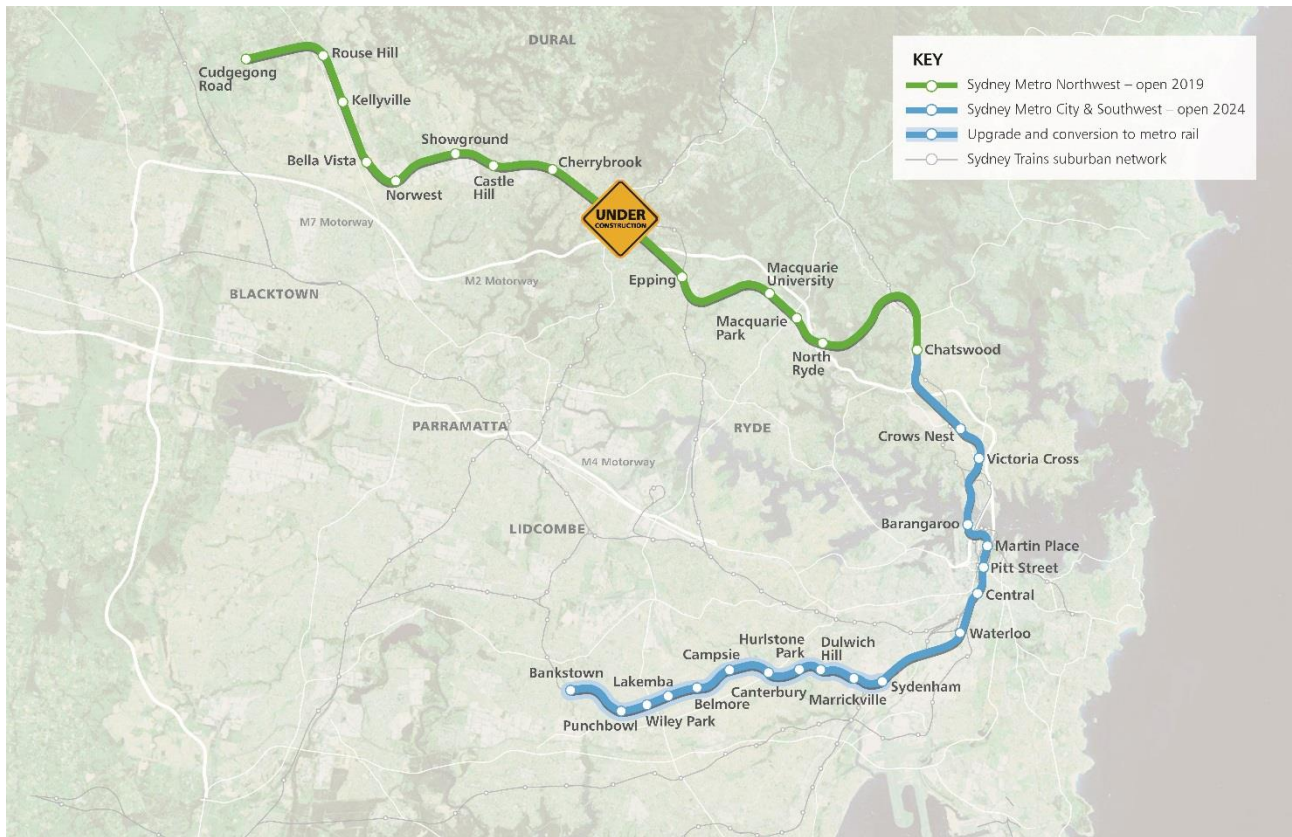 DURAL
Rouse Hill
Cudgegong
Road
Kellyville
Showground
Bella Vista
Cherrybrook
Castle
Hill
Norwest
UNDER
CONSTRUCTION
M7 Motorway
M2 Motorway
Epping
Macquarie
University
BLACKTOWN
Macquarie
Park
North
Ryde
Chatswood
PARRAMATTA
RYDE
Crows Nest
M4 Motorway
Victoria Cross
LIDCOMBE
Barangaroo
Martin Place
Pitt Street
Central
Waterloo
Hurlstone
Park
Dulwich
Hill
Campsie
Bankstown
Lakemba
Sydenham
Canterbury
Belmore
Marrickville
Wiley Park
Punchbowl
KEY
Sydney Metro Northwest – open 2019
Sydney Metro City & Southwest – open 2024
Upgrade and conversion to metro rail
Sydney Trains suburban network